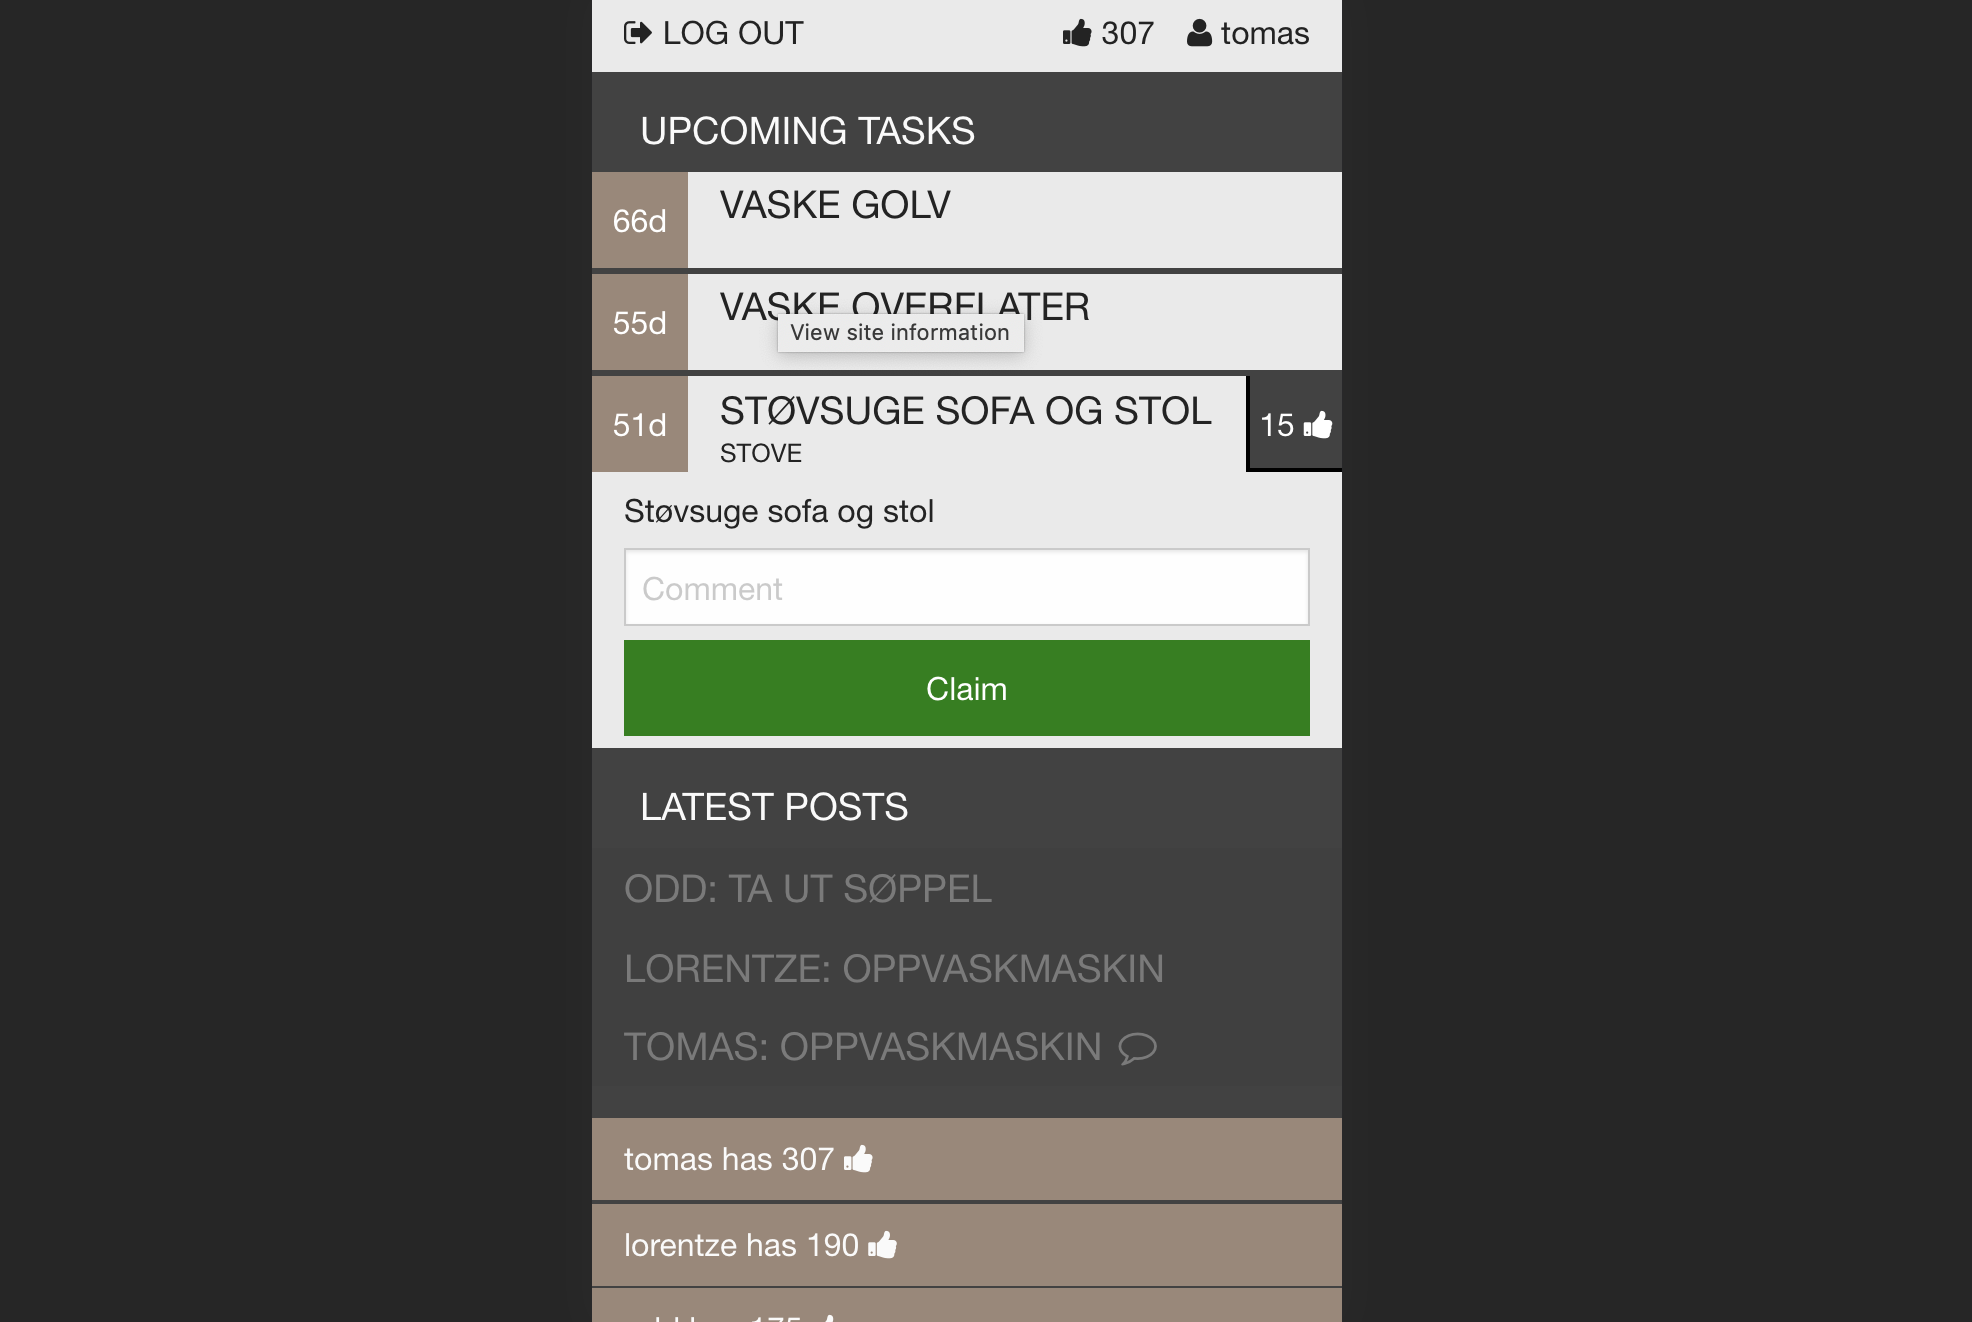 LOG OUT 307 tomas
UPCOMING TASKS
66d VASKE GOLV
55d VASKE OVERFLATER
View site information
51d STØVSUGE SOFA OG STOL 15
STOVE
Støvsuge sofa og stol
Comment
Claim
LATEST POSTS
ODD: TA UT SØPPEL
LORENTZE: OPPVASKMASKIN
TOMAS: OPPVASKMASKIN
tomas has 307
lorentze has 190